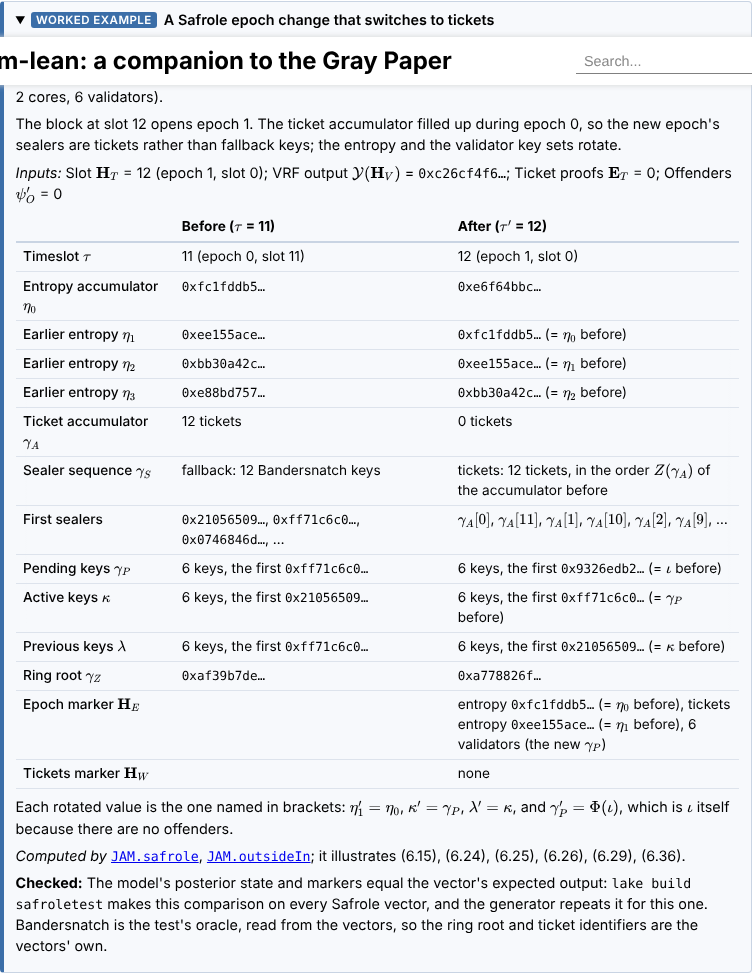 ▼ WORKED EXAMPLE A Safrole epoch change that switches to tickets
m-lean: a companion to the Gray Paper
Search...
2 cores, 6 validators).
The block at slot 12 opens epoch 1. The ticket accumulator filled up during epoch 0, so the new epoch's
sealers are tickets rather than fallback keys; the entropy and the validator key sets rotate.
Inputs: Slot H_T = 12 (epoch 1, slot 0); VRF output 𝒴(H_V) = 0xc26cf4f6…; Ticket proofs E_T = 0; Offenders
ψ′_O = 0
Before (τ = 11) After (τ′ = 12)
Timeslot τ 11 (epoch 0, slot 11) 12 (epoch 1, slot 0)
Entropy accumulator 0xfc1fddb5… 0xe6f64bbc…
η₀
Earlier entropy η₁ 0xee155ace… 0xfc1fddb5… (= η₀ before)
Earlier entropy η₂ 0xbb30a42c… 0xee155ace… (= η₁ before)
Earlier entropy η₃ 0xe88bd757… 0xbb30a42c… (= η₂ before)
Ticket accumulator 12 tickets 0 tickets
γ_A
Sealer sequence γ_S fallback: 12 Bandersnatch keys tickets: 12 tickets, in the order Z(γ_A) of
the accumulator before
First sealers 0x21056509…, 0xff71c6c0…, γ_A[0], γ_A[11], γ_A[1], γ_A[10], γ_A[2], γ_A[9], …
0x0746846d…, …
Pending keys γ_P 6 keys, the first 0xff71c6c0… 6 keys, the first 0x9326edb2… (= ι before)
Active keys κ 6 keys, the first 0x21056509… 6 keys, the first 0xff71c6c0… (= γ_P
before)
Previous keys λ 6 keys, the first 0xff71c6c0… 6 keys, the first 0x21056509… (= κ before)
Ring root γ_Z 0xaf39b7de… 0xa778826f…
Epoch marker H_E entropy 0xfc1fddb5… (= η₀ before), tickets
entropy 0xee155ace… (= η₁ before), 6
validators (the new γ_P)
Tickets marker H_W none
Each rotated value is the one named in brackets: η′₁ = η₀, κ′ = γ_P, λ′ = κ, and γ′_P = Φ(ι), which is ι itself
because there are no offenders.
Computed by JAM.safrole, JAM.outsideIn; it illustrates (6.15), (6.24), (6.25), (6.26), (6.29), (6.36).
Checked: The model's posterior state and markers equal the vector's expected output: lake build
safroletest makes this comparison on every Safrole vector, and the generator repeats it for this one.
Bandersnatch is the test's oracle, read from the vectors, so the ring root and ticket identifiers are the
vectors' own.